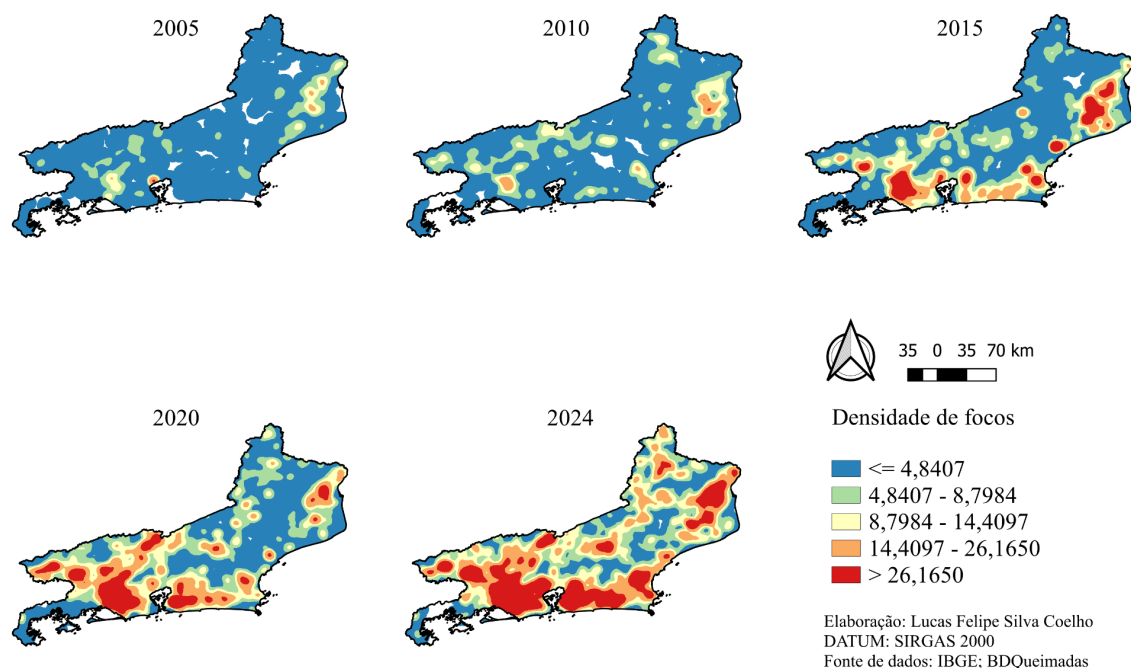 2005
2010
2015
35 0 35 70 km
2020
2024
Densidade de focos
<= 4,8407
4,8407 - 8,7984
8,7984 - 14,4097
14,4097 - 26,1650
> 26,1650
Elaboração: Lucas Felipe Silva Coelho
DATUM: SIRGAS 2000
Fonte de dados: IBGE; BDQueimadas